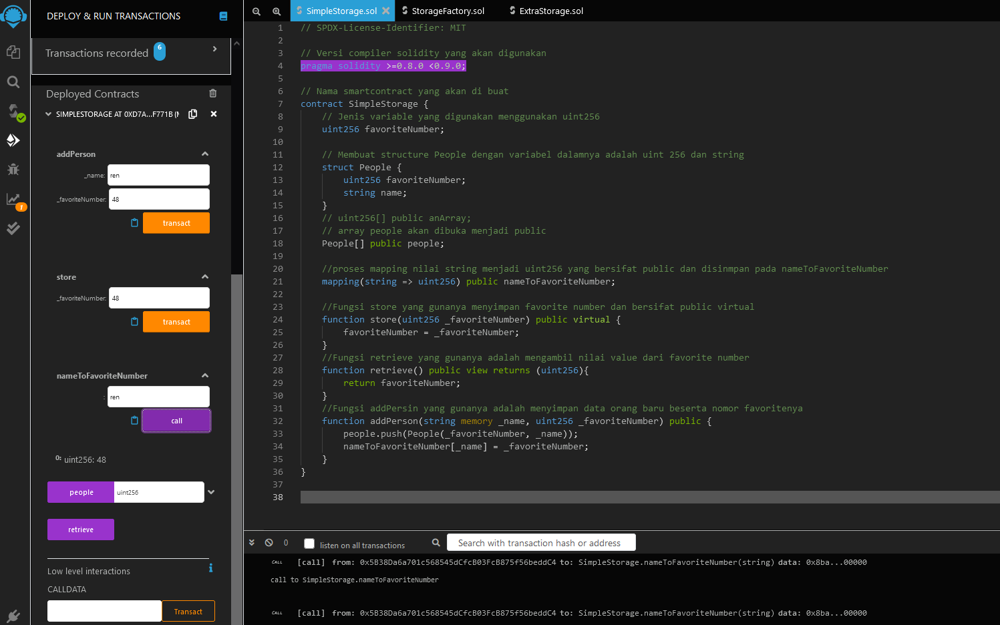 DEPLOY & RUN TRANSACTIONS
Transactions recorded 6
Deployed Contracts
SIMPLESTORAGE AT 0XD7A...F771B (
addPerson
_name: ren
_favoriteNumber: 48
transact
store
_favoriteNumber: 48
transact
nameToFavoriteNumber
: ren
call
0: uint256: 48
people uint256
retrieve
Low level interactions
CALLDATA
Transact
1
SimpleStorage.sol StorageFactory.sol ExtraStorage.sol
1 // SPDX-License-Identifier: MIT
2
3 // Versi compiler solidity yang akan digunakan
4 pragma solidity >=0.8.0 <0.9.0;
5
6 // Nama smartcontract yang akan di buat
7 contract SimpleStorage {
8 // Jenis variable yang digunakan menggunakan uint256
9 uint256 favoriteNumber;
10
11 // Membuat structure People dengan variabel dalamnya adalah uint 256 dan string
12 struct People {
13 uint256 favoriteNumber;
14 string name;
15 }
16 // uint256[] public anArray;
17 // array people akan dibuka menjadi public
18 People[] public people;
19
20 //proses mapping nilai string menjadi uint256 yang bersifat public dan disinmpan pada nameToFavoriteNumber
21 mapping(string => uint256) public nameToFavoriteNumber;
22
23 //Fungsi store yang gunanya menyimpan favorite number dan bersifat public virtual
24 function store(uint256 _favoriteNumber) public virtual {
25 favoriteNumber = _favoriteNumber;
26 }
27 //Fungsi retrieve yang gunanya adalah mengambil nilai value dari favorite number
28 function retrieve() public view returns (uint256){
29 return favoriteNumber;
30 }
31 //Fungsi addPersin yang gunanya adalah menyimpan data orang baru beserta nomor favoritenya
32 function addPerson(string memory _name, uint256 _favoriteNumber) public {
33 people.push(People(_favoriteNumber, _name));
34 nameToFavoriteNumber[_name] = _favoriteNumber;
35 }
36 }
37
38
0 listen on all transactions Search with transaction hash or address
CALL [call] from: 0x5B38Da6a701c568545dCfcB03FcB875f56beddC4 to: SimpleStorage.nameToFavoriteNumber(string) data: 0x8ba...00000
call to SimpleStorage.nameToFavoriteNumber
CALL [call] from: 0x5B38Da6a701c568545dCfcB03FcB875f56beddC4 to: SimpleStorage.nameToFavoriteNumber(string) data: 0x8ba...00000